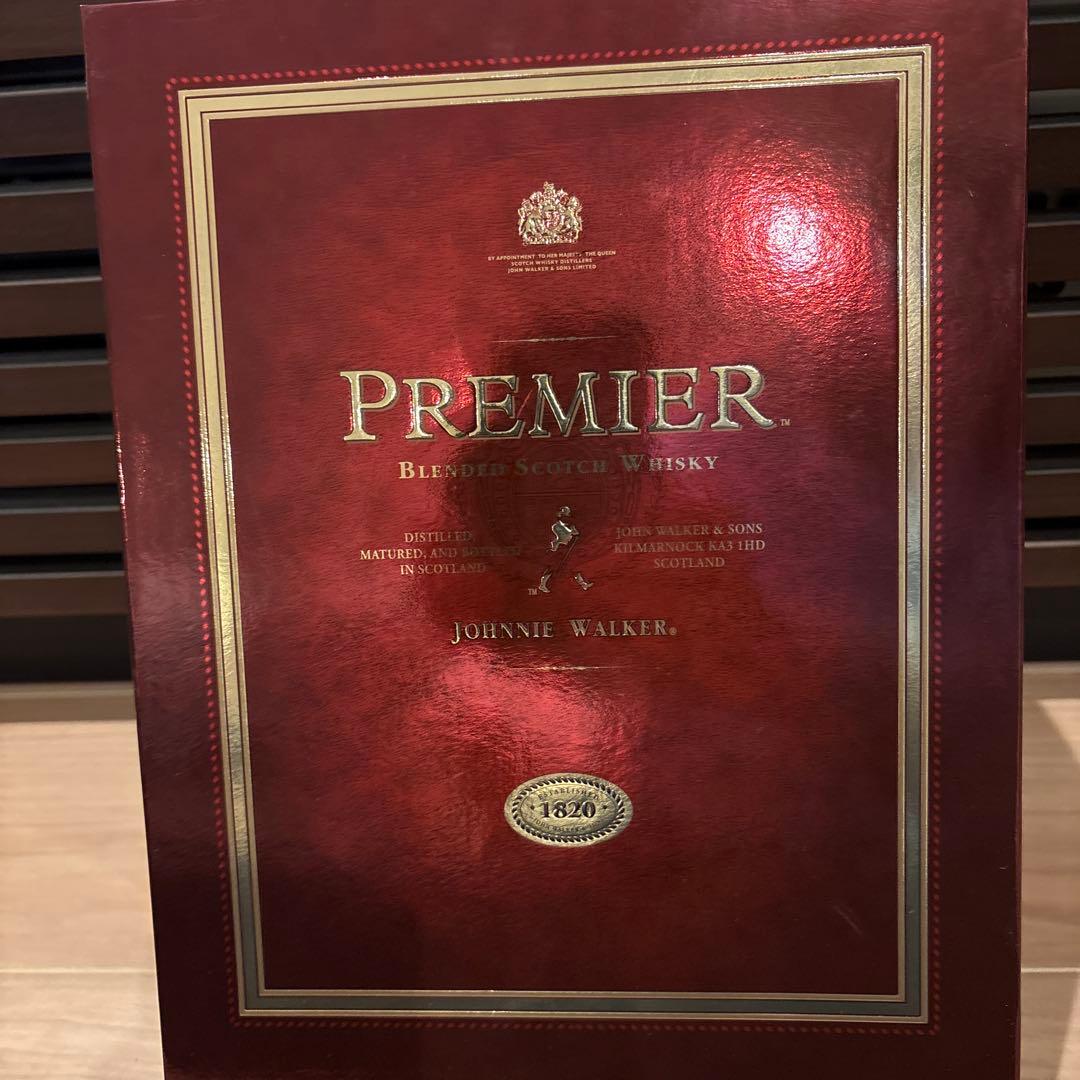 BY APPOINTMENT TO HER MAJESTY THE QUEEN
SCOTCH WHISKY DISTILLERS
JOHN WALKER & SONS LIMITED
PREMIER™
BLENDED SCOTCH WHISKY
DISTILLED,
MATURED, AND BOTTLED
IN SCOTLAND
JOHN WALKER & SONS
KILMARNOCK KA3 1HD
SCOTLAND
TM
JOHNNIE WALKER®
ESTABLISHED
1820